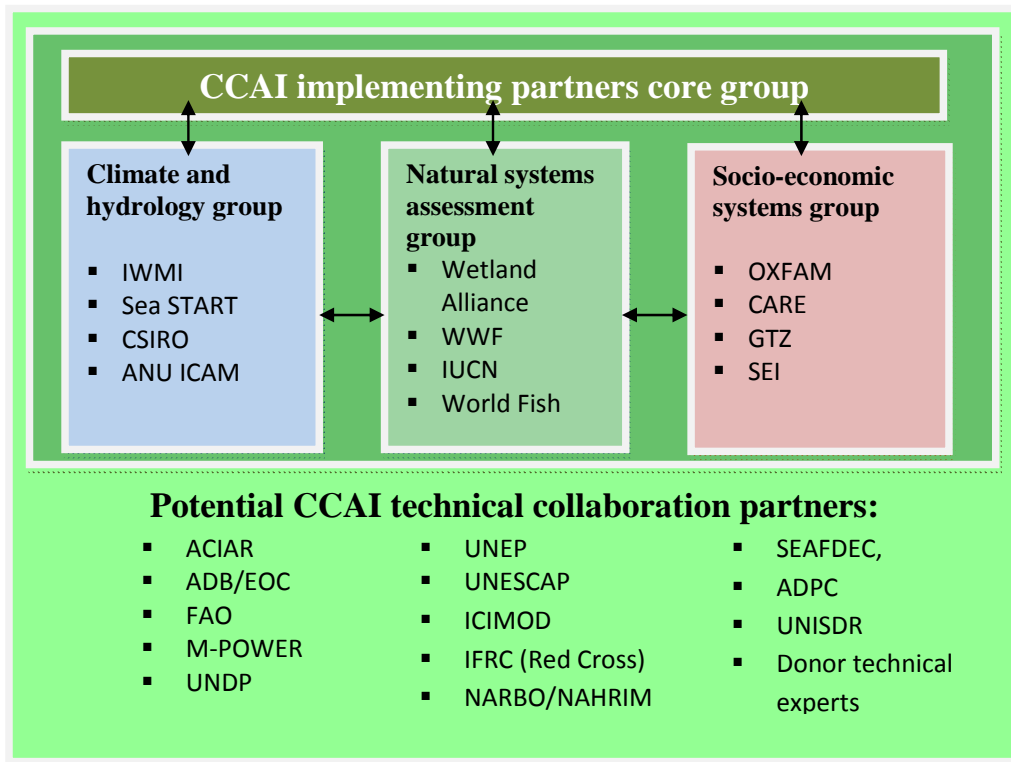 CCAI implementing partners core group
Climate and
hydrology group
▪ IWMI
▪ Sea START
▪ CSIRO
▪ ANU ICAM
Natural systems
assessment
group
▪ Wetland
Alliance
▪ WWF
▪ IUCN
▪ World Fish
Socio-economic
systems group
▪ OXFAM
▪ CARE
▪ GTZ
▪ SEI
Potential CCAI technical collaboration partners:
▪ ACIAR
▪ ADB/EOC
▪ FAO
▪ M-POWER
▪ UNDP
▪ UNEP
▪ UNESCAP
▪ ICIMOD
▪ IFRC (Red Cross)
▪ NARBO/NAHRIM
▪ SEAFDEC,
▪ ADPC
▪ UNISDR
▪ Donor technical
experts